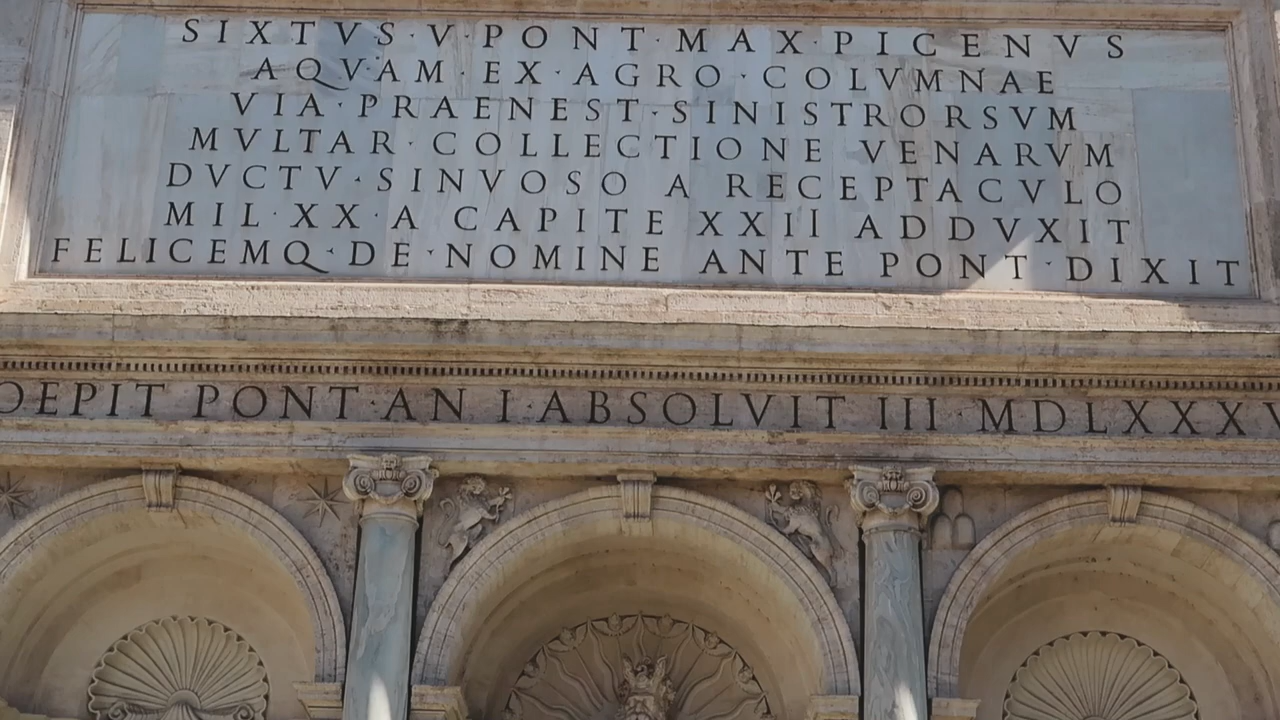 SIXTVS·V·PONT·MAX·PICENVS
AQVAM·EX·AGRO·COLVMNAE
VIA·PRAENEST·SINISTRORSVM
MVLTAR·COLLECTIONE VENARVM
DVCTV·SINVOSO A RECEPTACVLO
MIL·XX·A CAPITE XXII ADDVXIT
FELICEMQ·DE·NOMINE ANTE PONT·DIXIT
OEPIT PONT·AN I·ABSOLVIT III·MDLXXXV